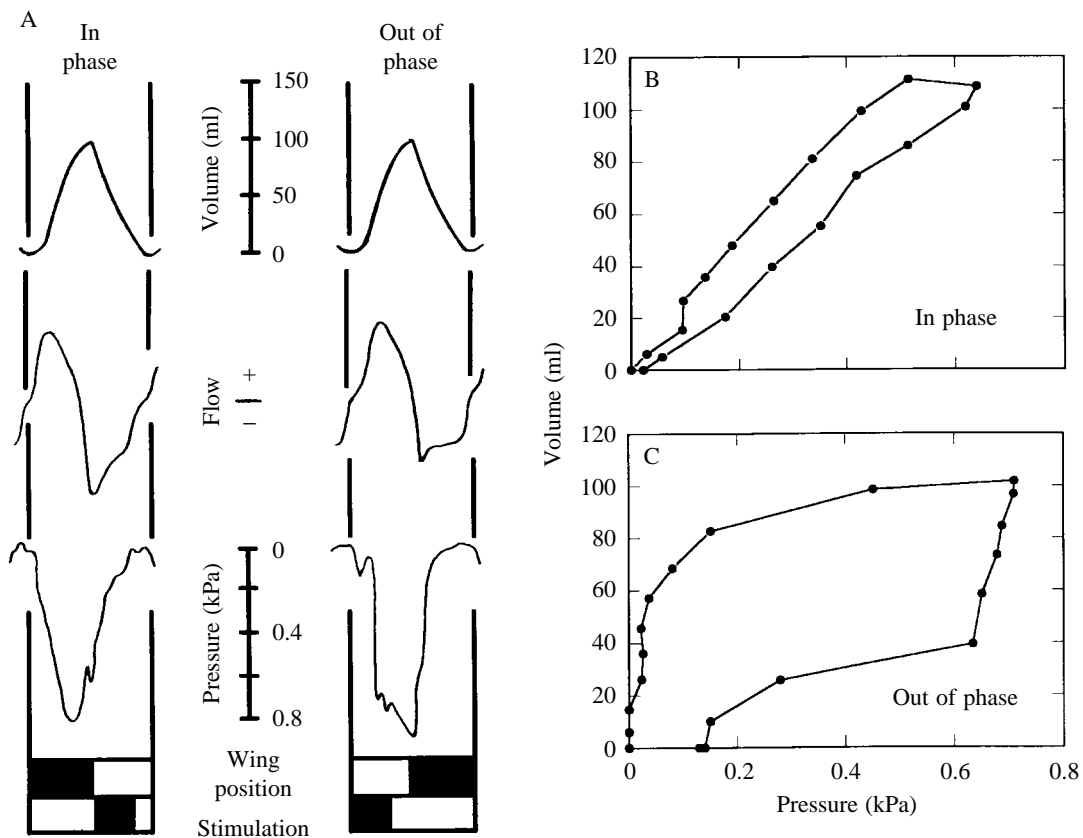 A
In
phase
Out of
phase
150
100
50
0
Volume (ml)
Flow
+
−
0
0.4
0.8
Pressure (kPa)
Wing
position
Stimulation
B
120
100
80
60
40
20
0
In phase
Volume (ml)
C
120
100
80
60
40
20
0
Out of phase
0
0.2
0.4
0.6
0.8
Pressure (kPa)